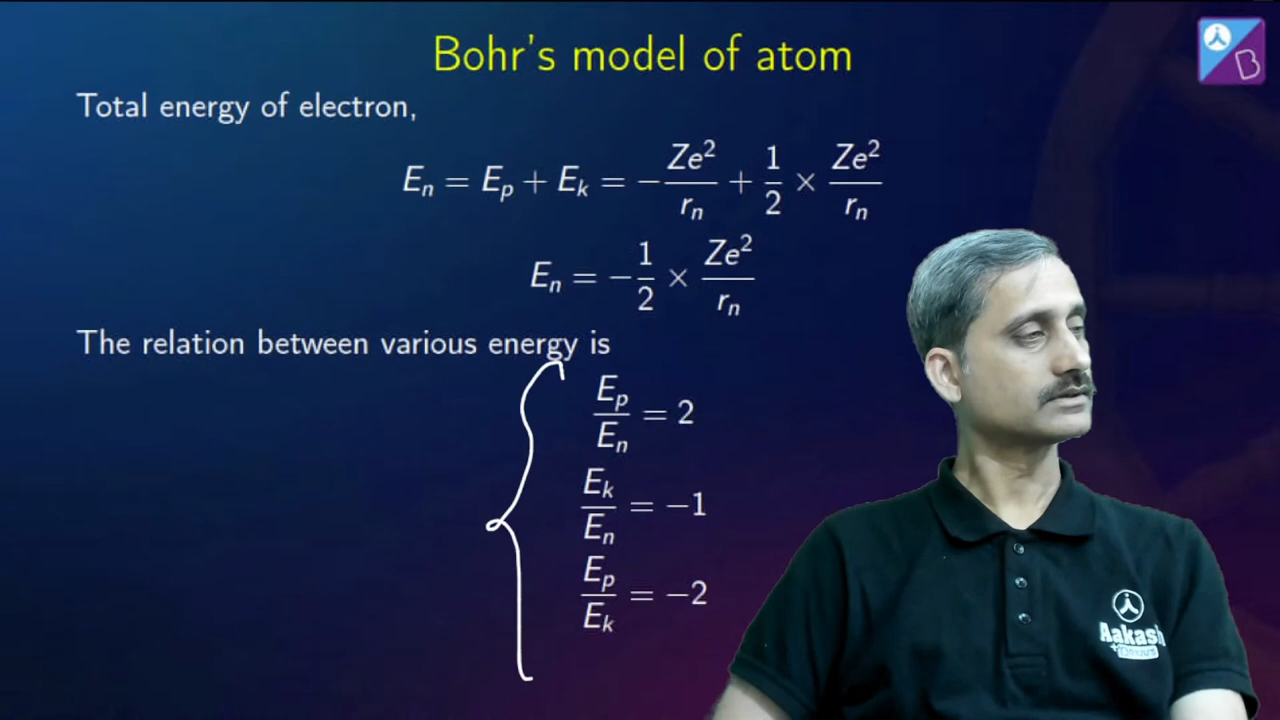 Bohr's model of atom
Total energy of electron,
E_n = E_p + E_k = −Ze²/r_n + 1/2 × Ze²/r_n
E_n = −1/2 × Ze²/r_n
The relation between various energy is
E_p/E_n = 2
E_k/E_n = −1
E_p/E_k = −2
B
Aakash